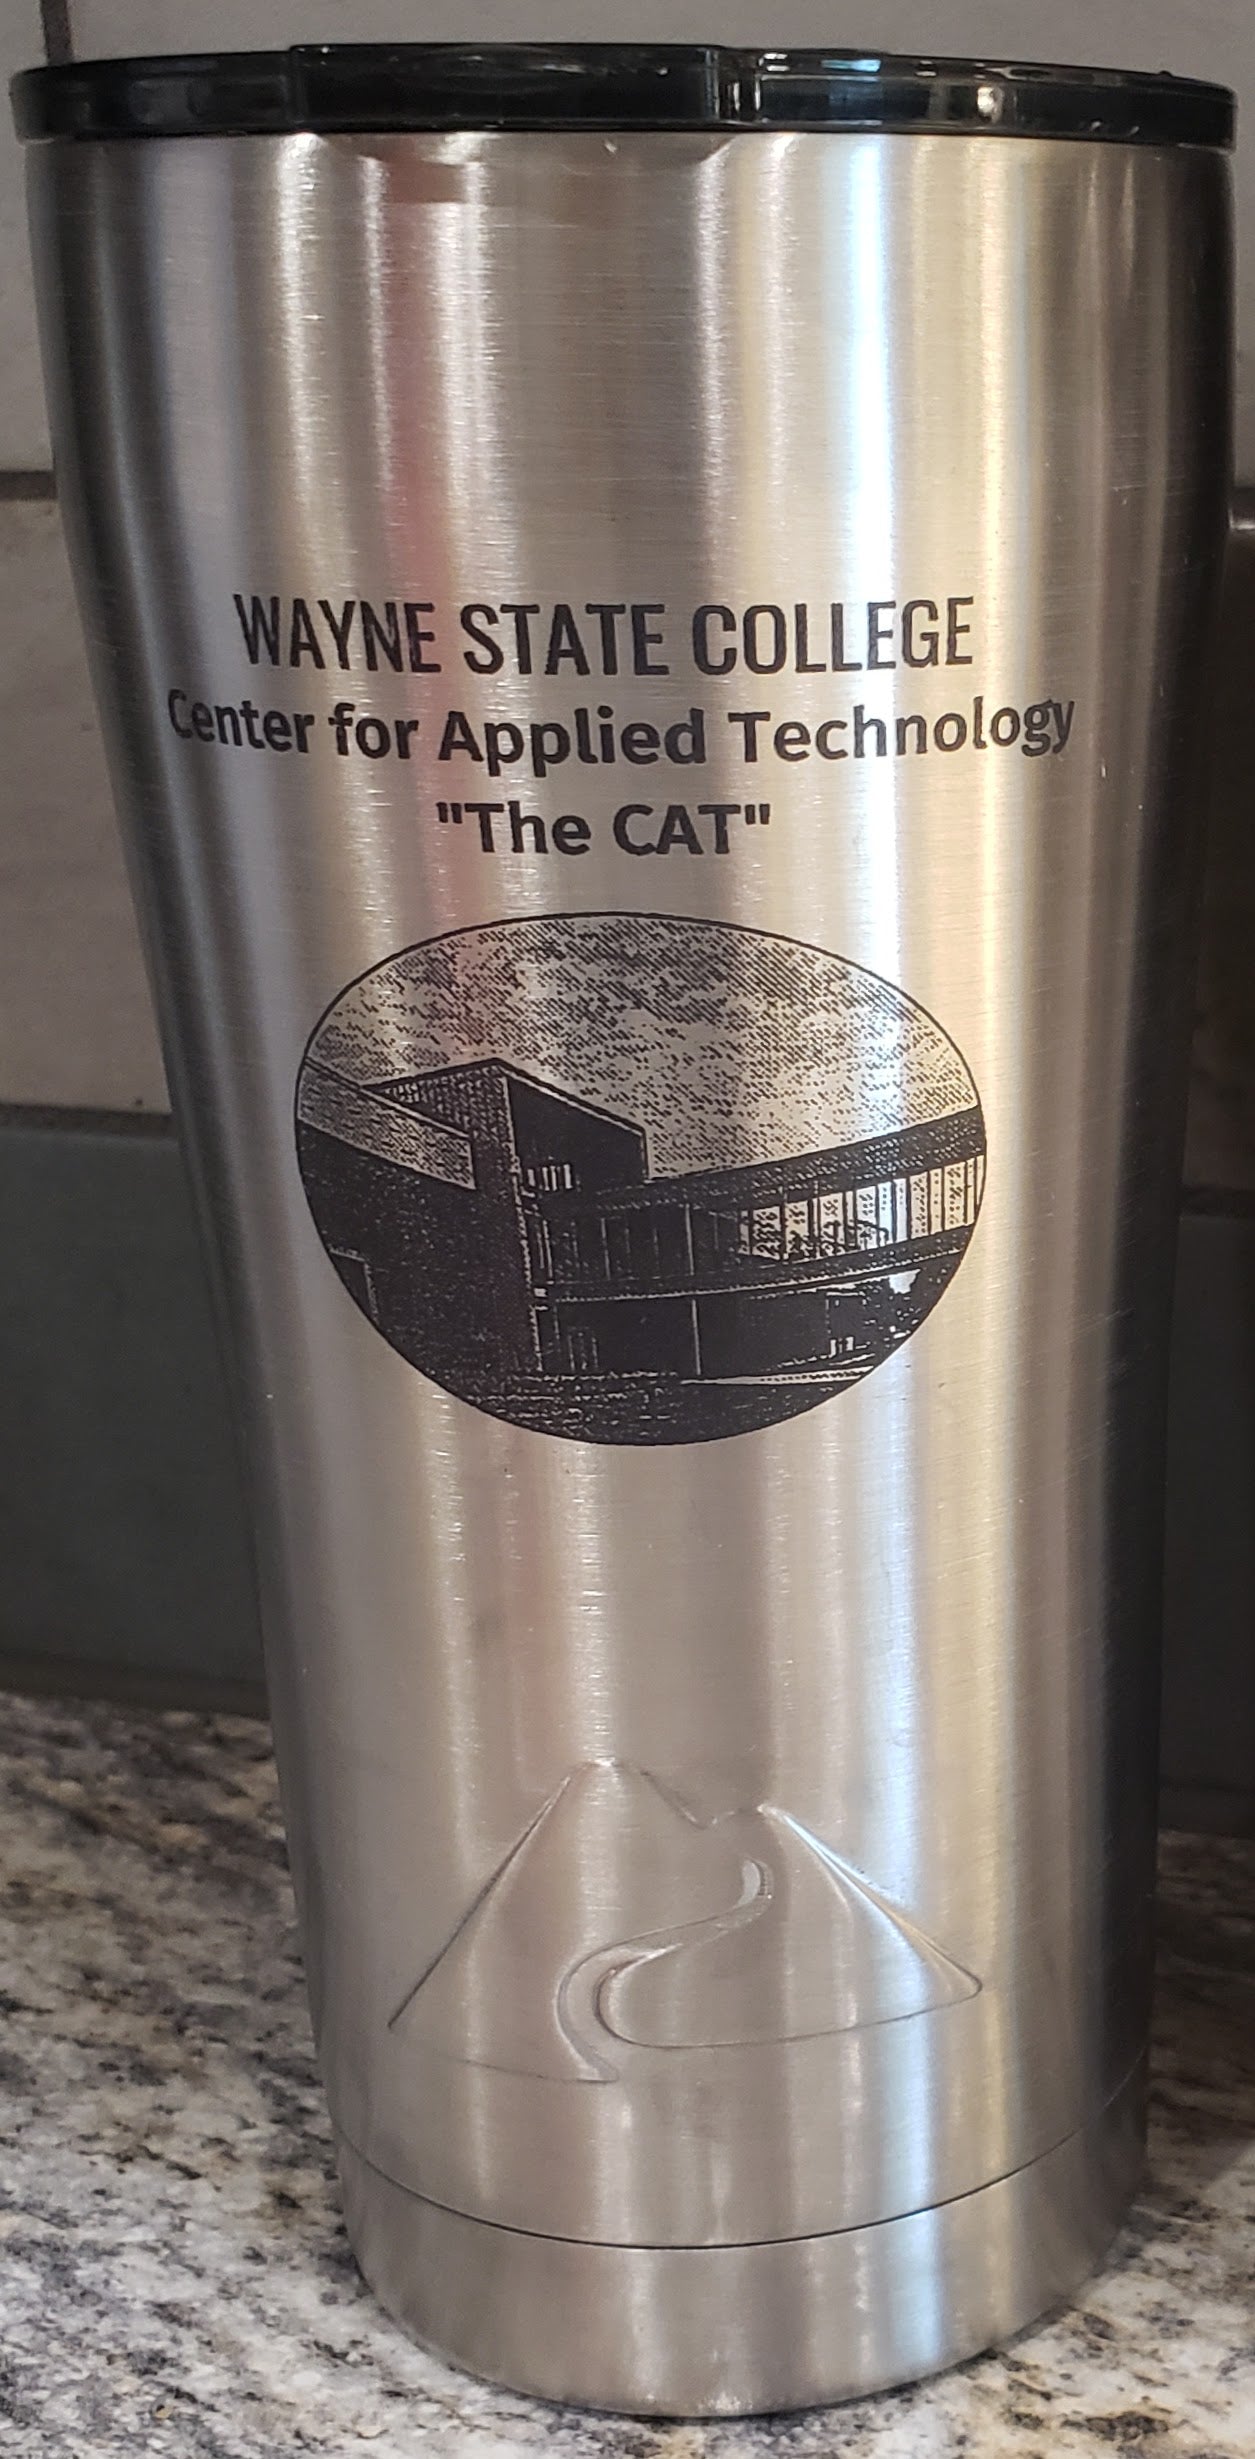 WAYNE STATE COLLEGE
Center for Applied Technology
"The CAT"